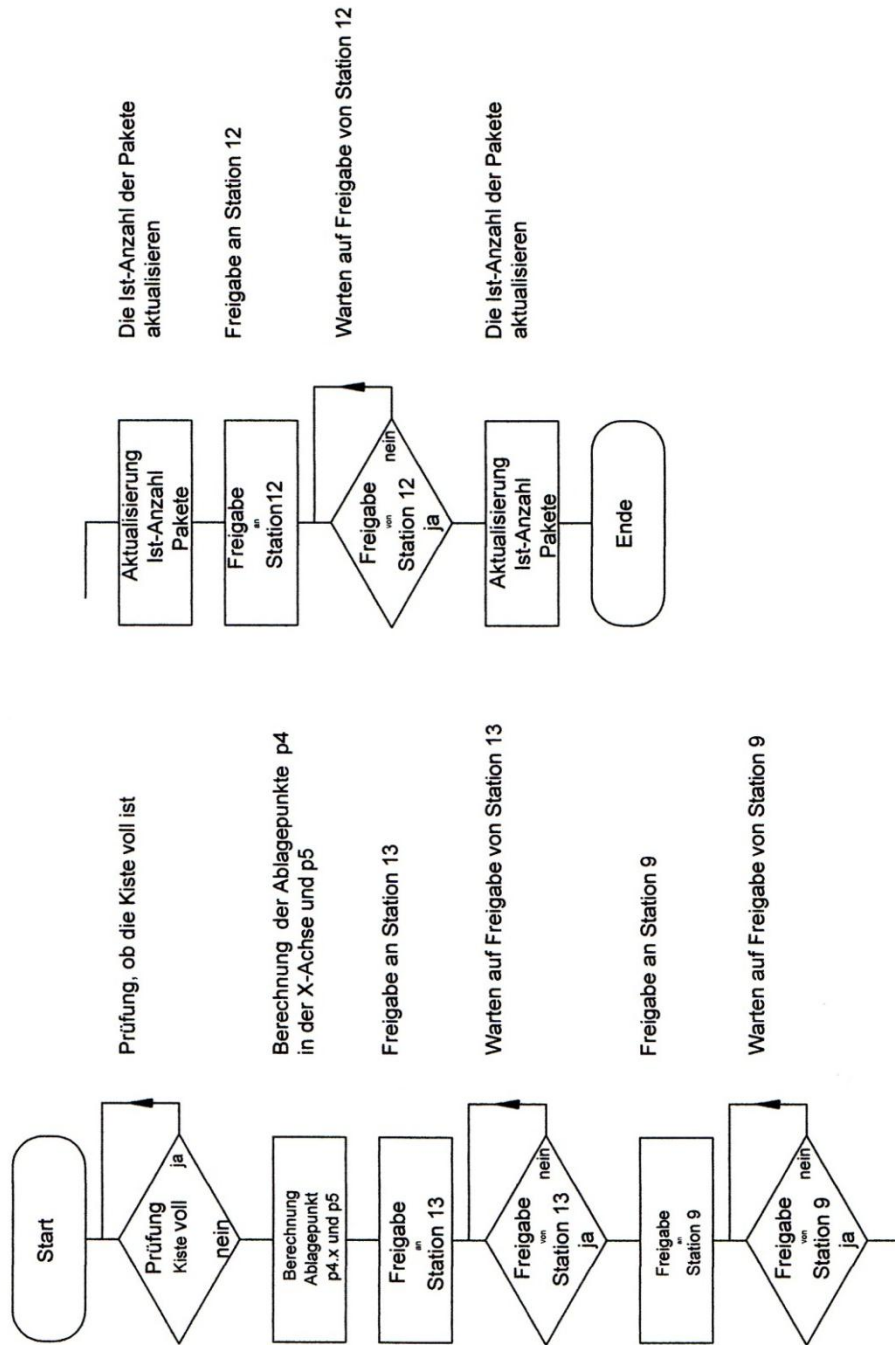 Start
Prüfung
Kiste voll
ja
nein
Prüfung, ob die Kiste voll ist
Berechnung
Ablagepunkt
p4.x und p5
Berechnung der Ablagepunkte p4
in der X-Achse und p5
Freigabe
an
Station 13
Freigabe an Station 13
Freigabe
von
Station 13
nein
ja
Warten auf Freigabe von Station 13
Freigabe
an
Station 9
Freigabe an Station 9
Freigabe
von
Station 9
nein
ja
Warten auf Freigabe von Station 9
Aktualisierung
Ist-Anzahl
Pakete
Die Ist-Anzahl der Pakete
aktualisieren
Freigabe
an
Station12
Freigabe an Station 12
Freigabe
von
Station 12
nein
ja
Warten auf Freigabe von Station 12
Aktualisierung
Ist-Anzahl
Pakete
Die Ist-Anzahl der Pakete
aktualisieren
Ende